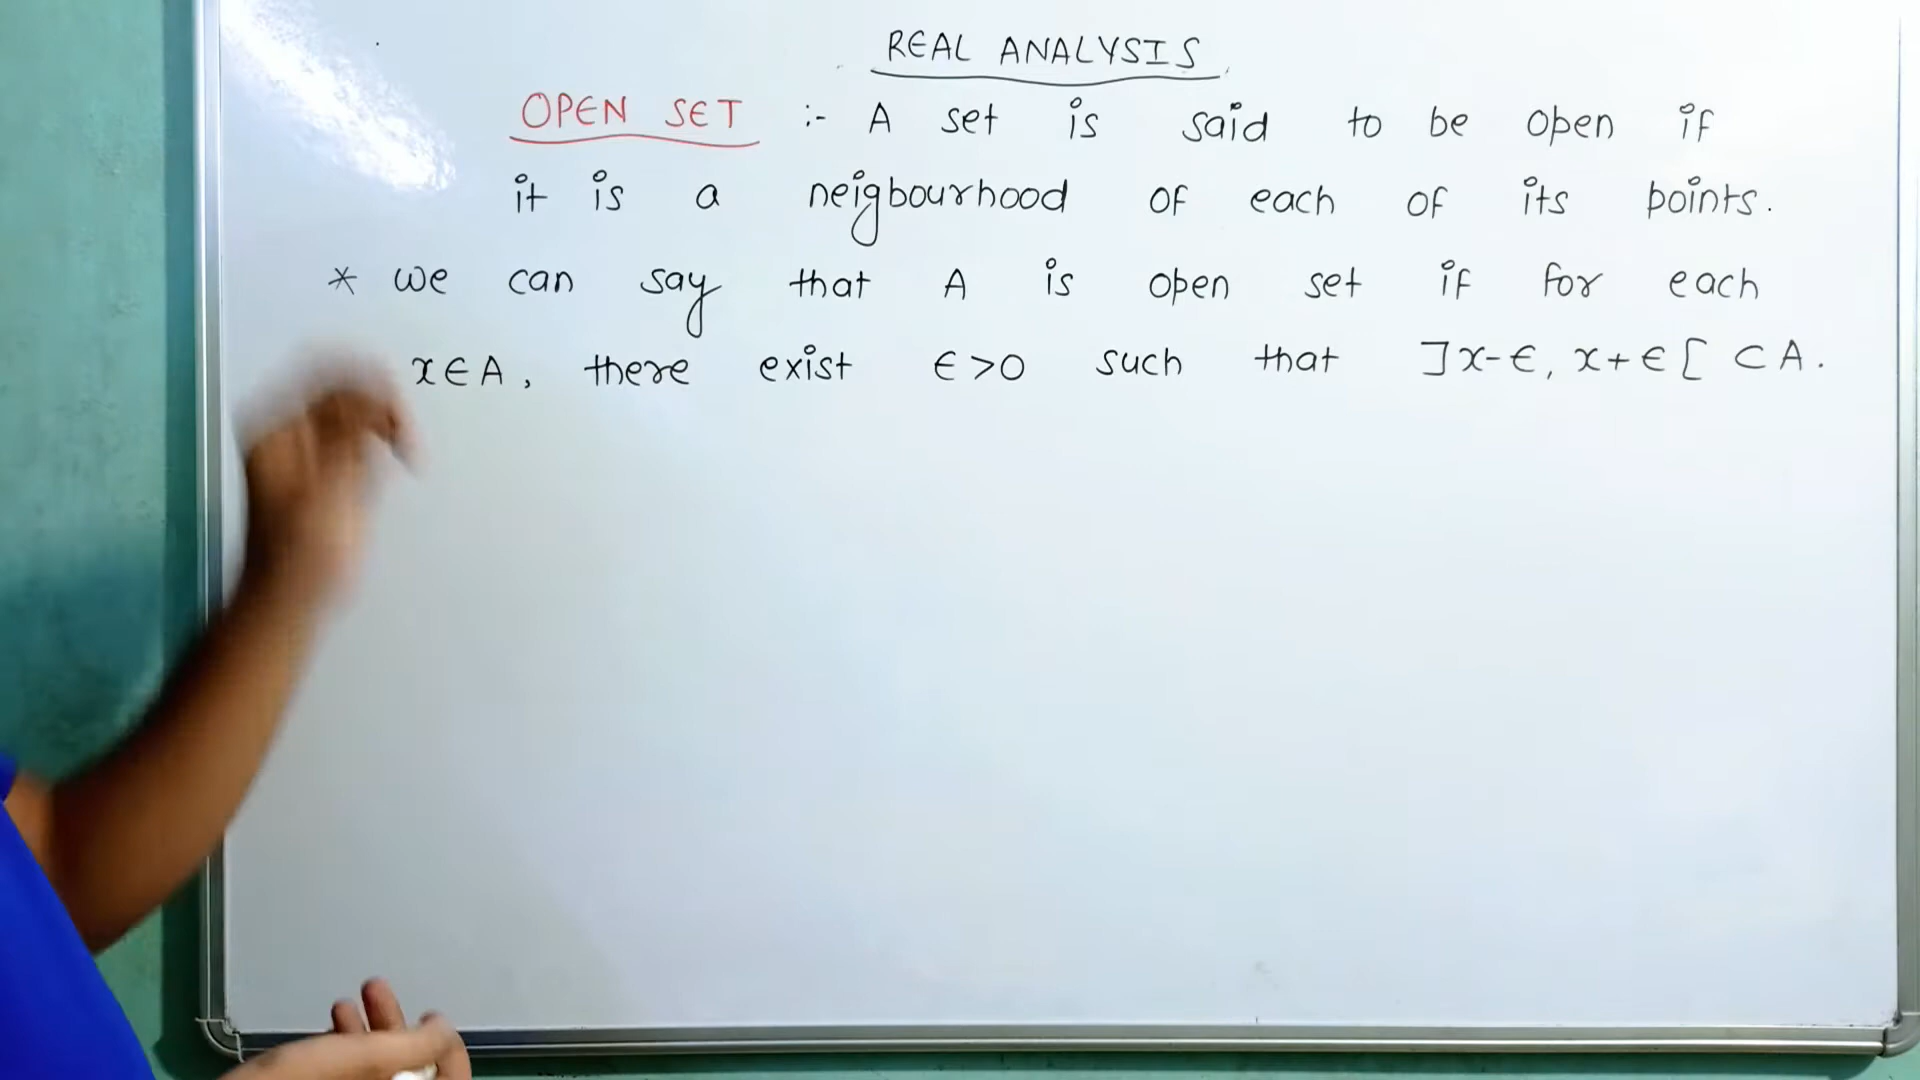 REAL ANALYSIS
OPEN SET :- A set is said to be open if
it is a neigbourhood of each of its points.
* we can say that A is open set if for each
x∈A, there exist ϵ>0 such that ]x-ϵ, x+ϵ[ ⊂ A.